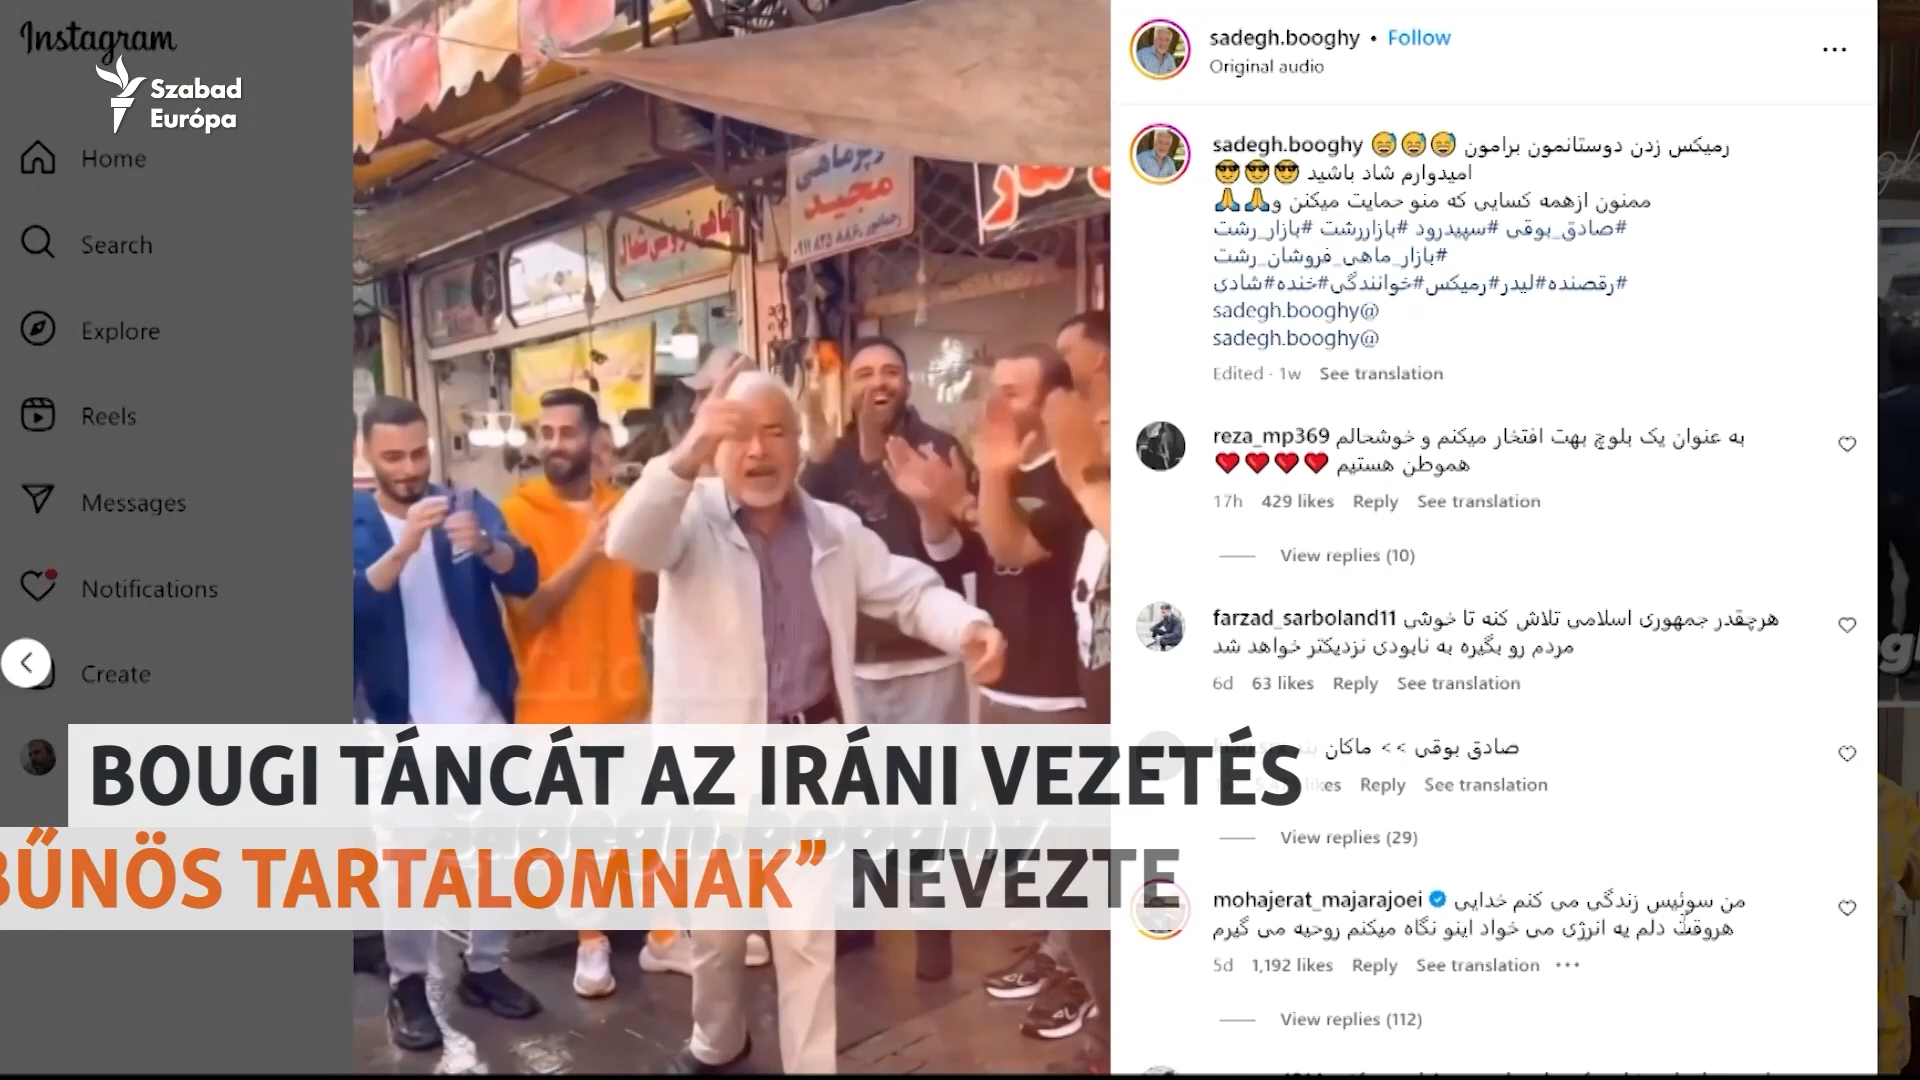 Instagram
Szabad
Európa
Home
Search
Explore
Reels
Messages
Notifications
Create
مجید
ماهی فروشی شمال
sadegh.booghy • Follow
Original audio
...
sadegh.booghy 😅😅😅 رمیکس زدن دوستانمون برامون
امیدوارم شاد باشید 😎😎😎
ممنون ازهمه کسایی که منو حمایت میکنن و🙏🙏
#صادق_بوقی #سپیدرود #بازاررشت #بازار_رشت
#بازار_ماهی_فروشان_رشت
#رقصنده#لیدر#رمیکس#خوانندگی#خنده#شادی
sadegh.booghy@
sadegh.booghy@
Edited · 1w See translation
reza_mp369 به عنوان یک بلوچ بهت افتخار میکنم و خوشحالم
هموطن هستیم ❤️❤️❤️❤️
17h 429 likes Reply See translation
View replies (10)
farzad_sarboland11 هرچقدر جمهوری اسلامی تلاش کنه تا خوشی
مردم رو بگیره به نابودی نزدیکتر خواهد شد
6d 63 likes Reply See translation
صادق بوقی >> ماکان بند
likes Reply See translation
View replies (29)
mohajerat_majarajoei من سوئیس زندگی می کنم خدایی
هروقت دلم یه انرژی می خواد اینو نگاه میکنم روحیه می گیرم
5d 1,192 likes Reply See translation ...
View replies (112)
BOUGI TÁNCÁT AZ IRÁNI VEZETÉS
BŰNÖS TARTALOMNAK” NEVEZTE